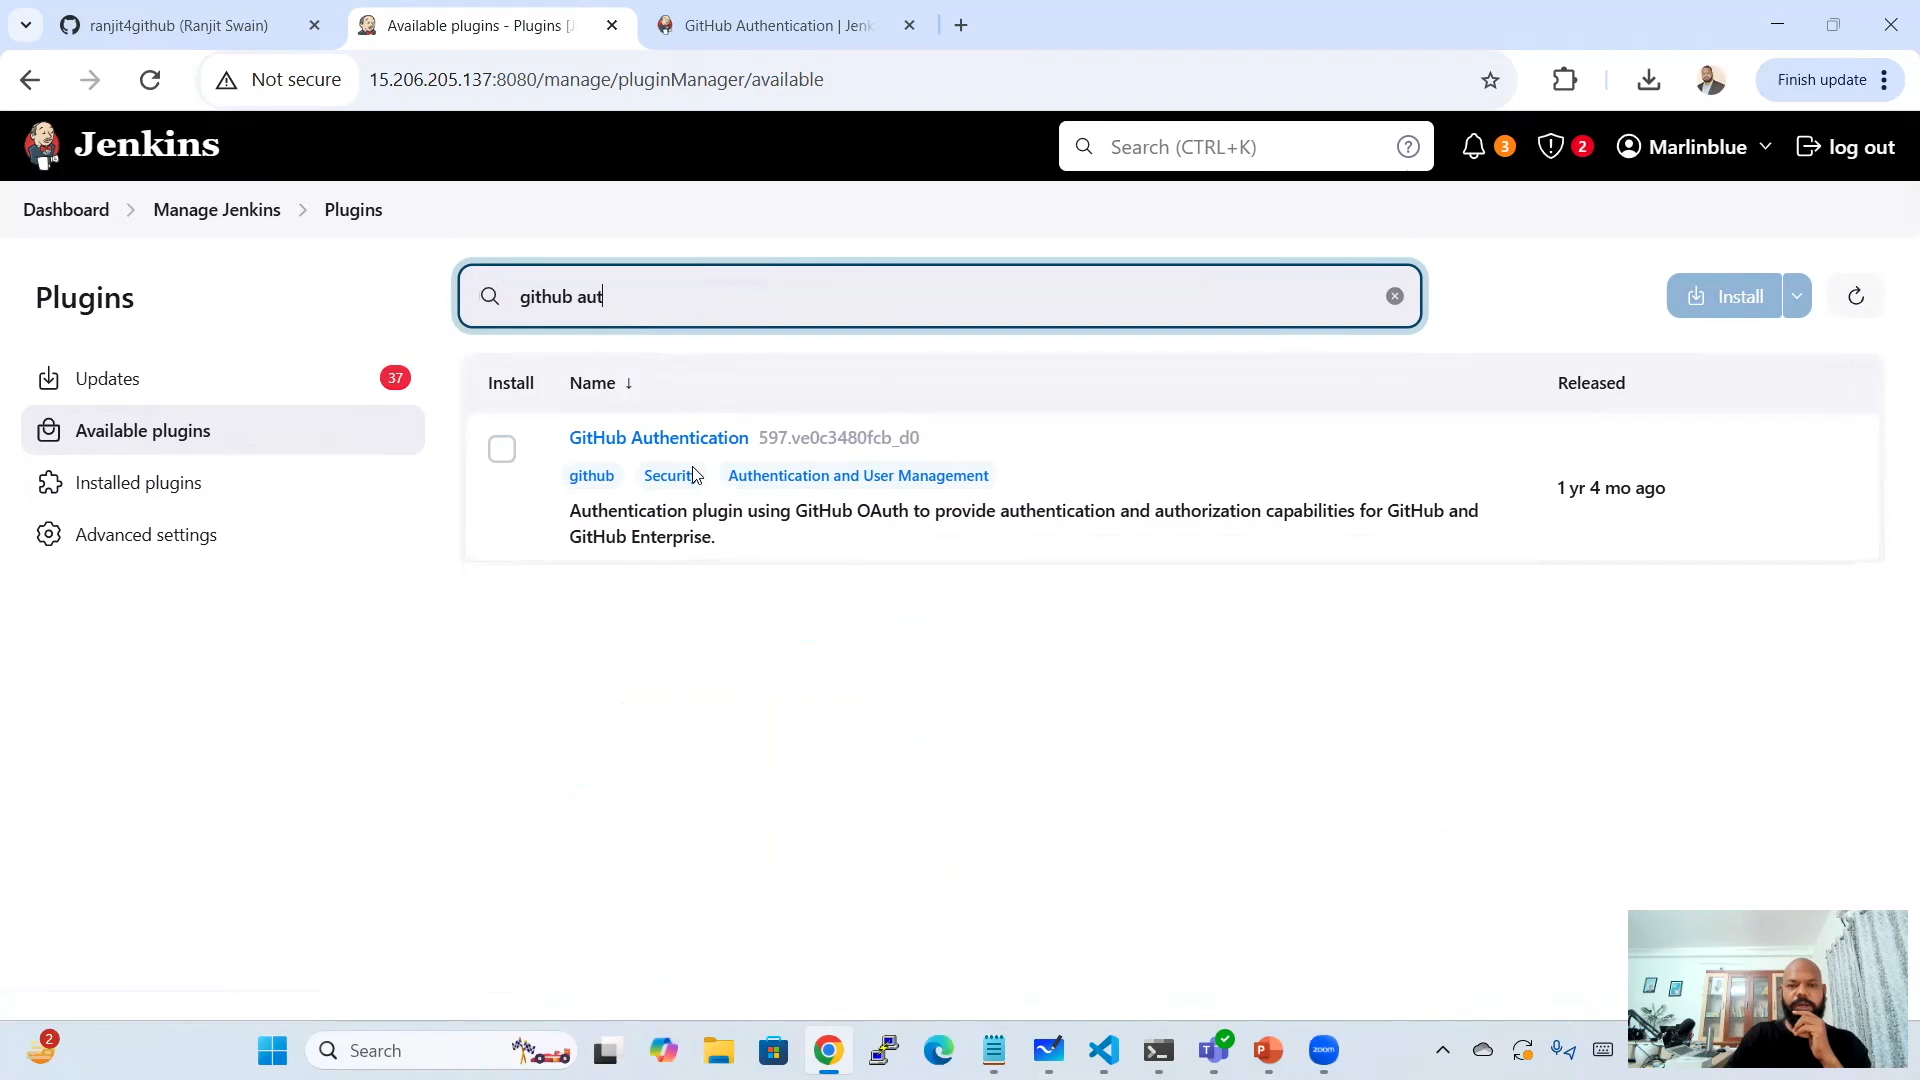 ranjit4github (Ranjit Swain)
Available plugins - Plugins [J
GitHub Authentication | Jenk
Not secure
15.206.205.137:8080/manage/pluginManager/available
Finish update
Jenkins
Search (CTRL+K)
?
3
2
Marlinblue
log out
Dashboard
Manage Jenkins
Plugins
Plugins
github aut
Install
Updates
37
Available plugins
Installed plugins
Advanced settings
Install
Name ↓
Released
GitHub Authentication 597.ve0c3480fcb_d0
github
Securit
Authentication and User Management
Authentication plugin using GitHub OAuth to provide authentication and authorization capabilities for GitHub and
GitHub Enterprise.
1 yr 4 mo ago
2
Search
zoom